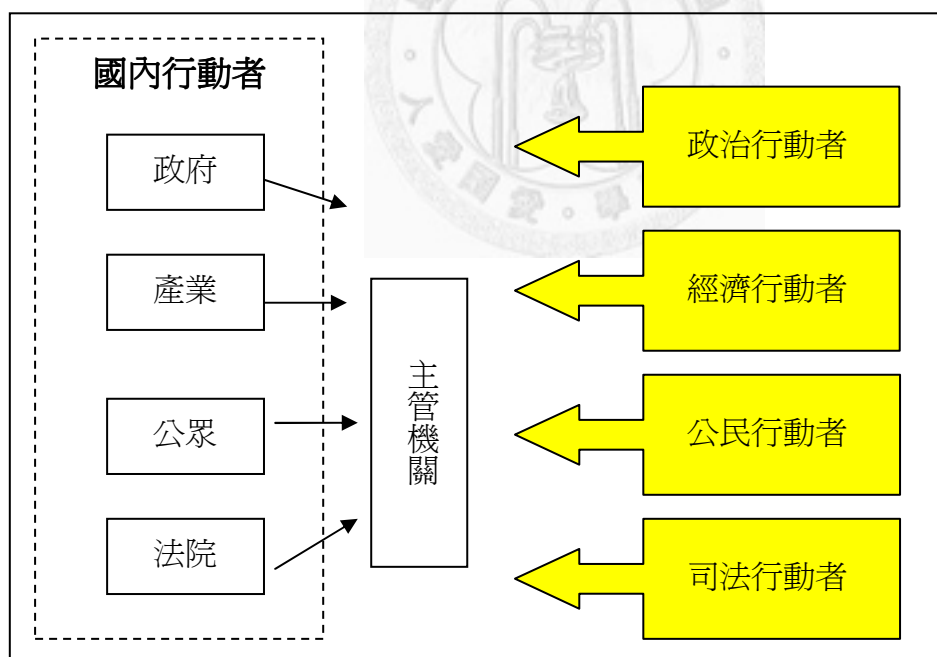 國內行動者
政府
產業
公眾
法院
主管機關
政治行動者
經濟行動者
公民行動者
司法行動者